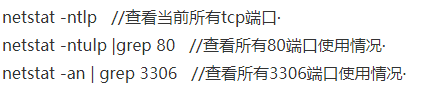 netstat -ntlp   //查看当前所有tcp端口·
netstat -ntulp |grep 80   //查看所有80端口使用情况·
netstat -an | grep 3306   //查看所有3306端口使用情况·